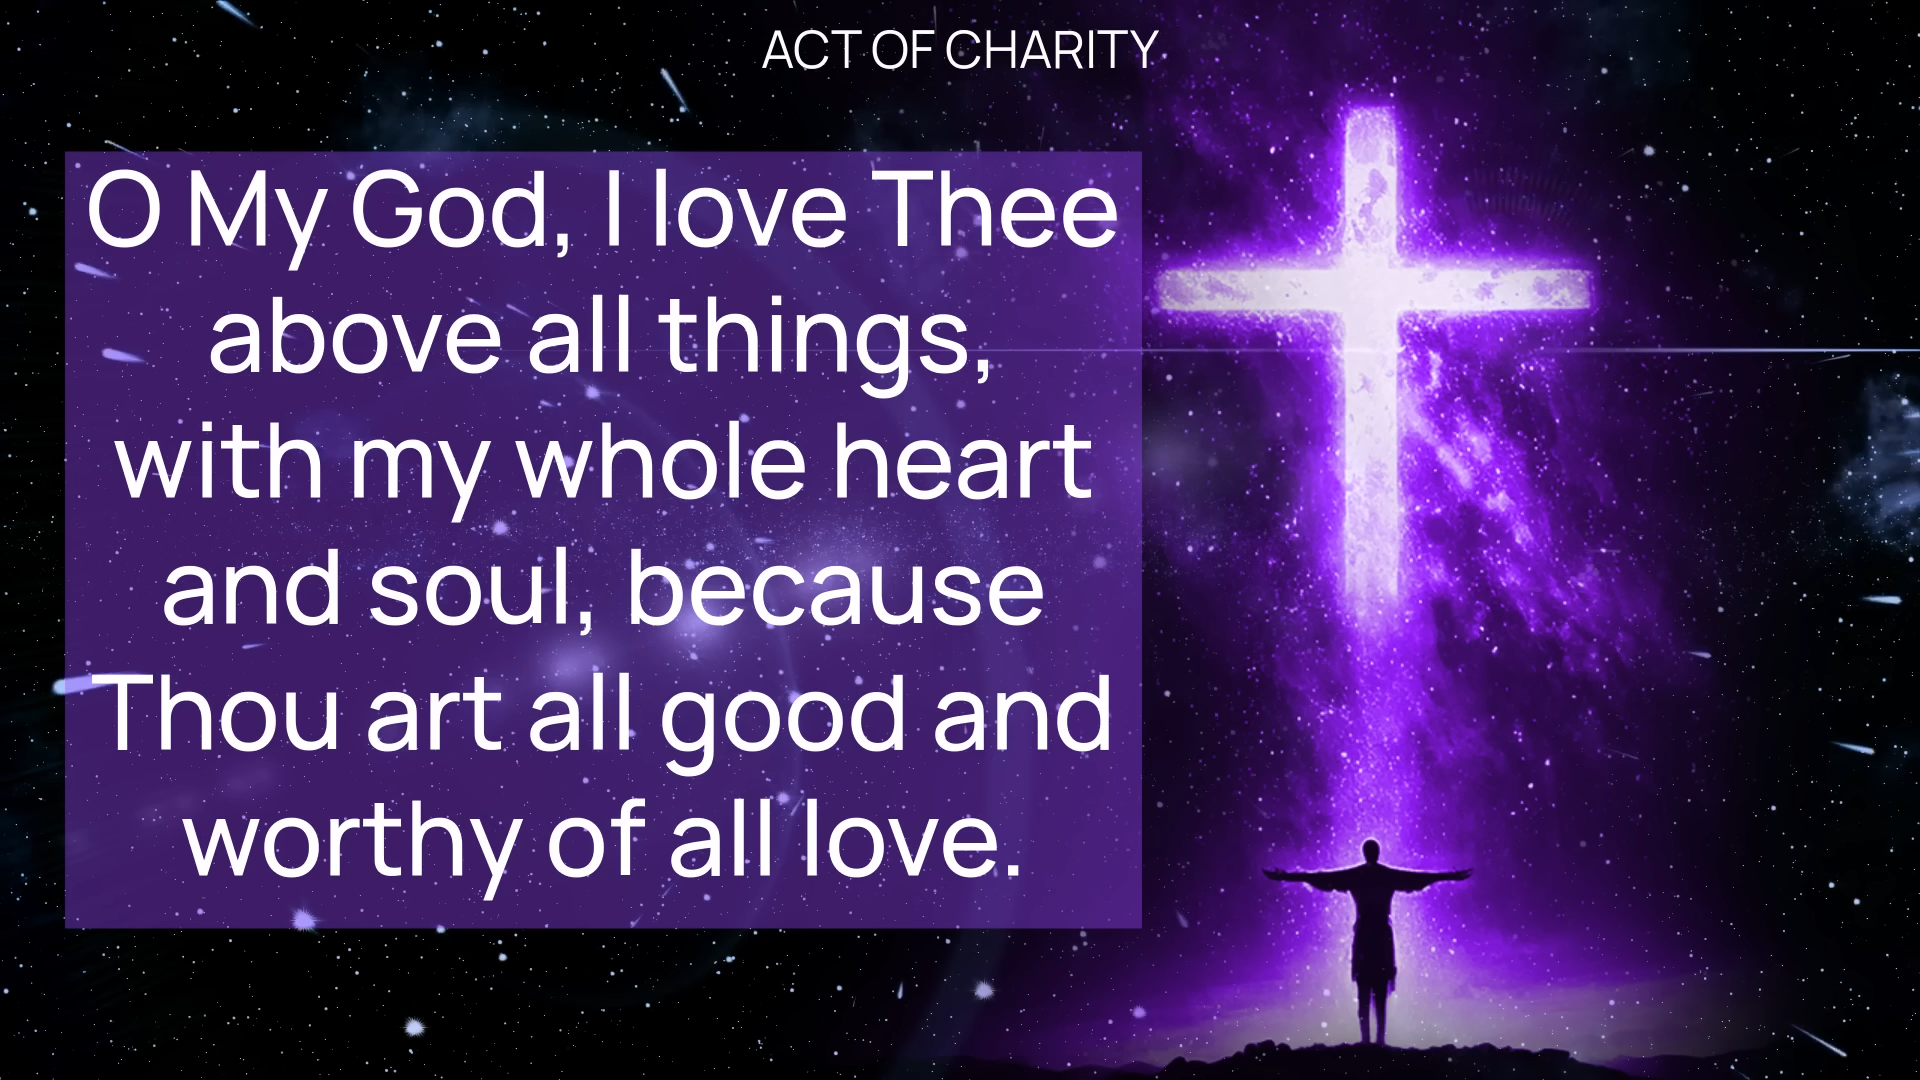 ACT OF CHARITY
O My God, I love Thee
above all things,
with my whole heart
and soul, because
Thou art all good and
worthy of all love.